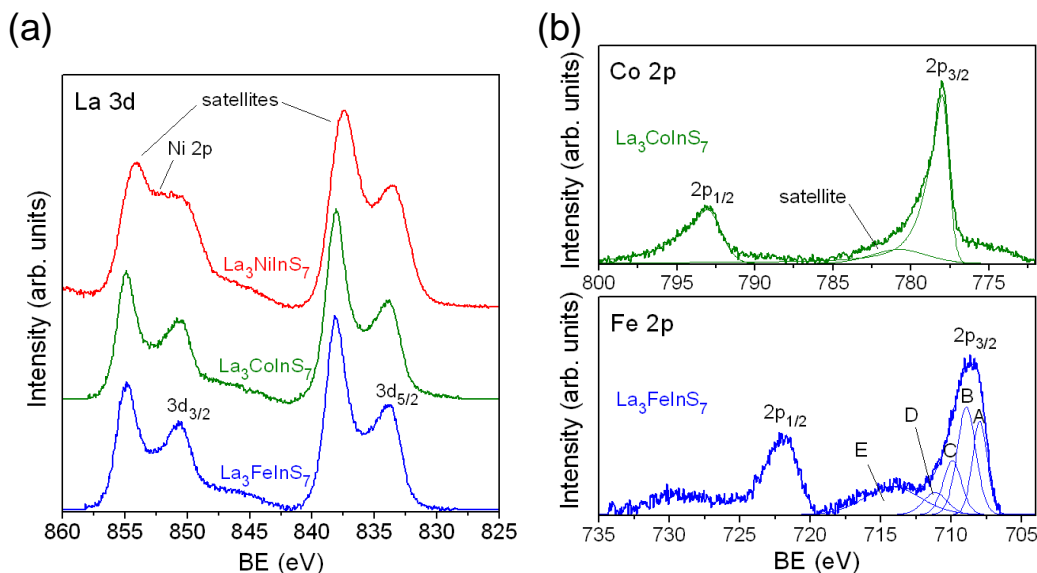 (a)
La 3d
satellites
Ni 2p
La₃NiInS₇
La₃CoInS₇
3d₃/₂
3d₅/₂
La₃FeInS₇
Intensity (arb. units)
860 855 850 845 840 835 830 825
BE (eV)
(b)
Co 2p
2p₃/₂
La₃CoInS₇
2p₁/₂
satellite
Intensity (arb. units)
800 795 790 785 780 775
Fe 2p
2p₃/₂
La₃FeInS₇
2p₁/₂
D
B
A
E
C
Intensity (arb. units)
735 730 725 720 715 710 705
BE (eV)